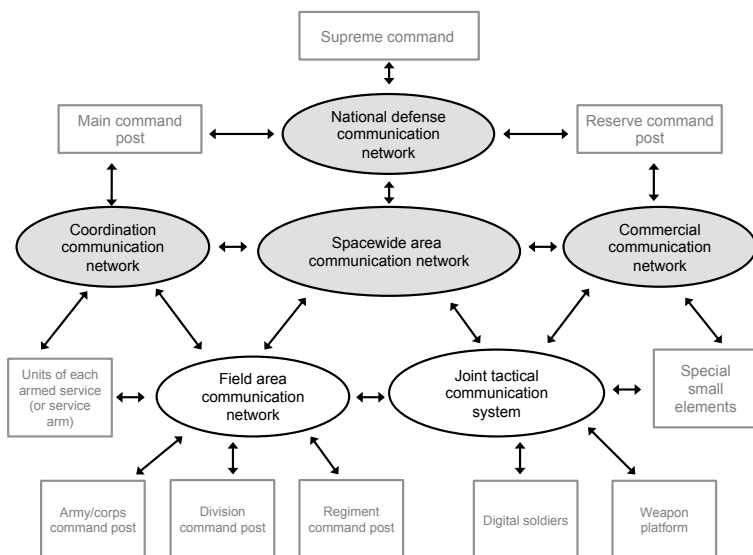 Supreme command
National defense
communication
network
Main command
post
Reserve command
post
Coordination
communication
network
Spacewide area
communication network
Commercial
communication
network
Units of each
armed service
(or service
arm)
Field area
communication
network
Joint tactical
communication
system
Special
small
elements
Army/corps
command post
Division
command post
Regiment
command post
Digital soldiers
Weapon
platform